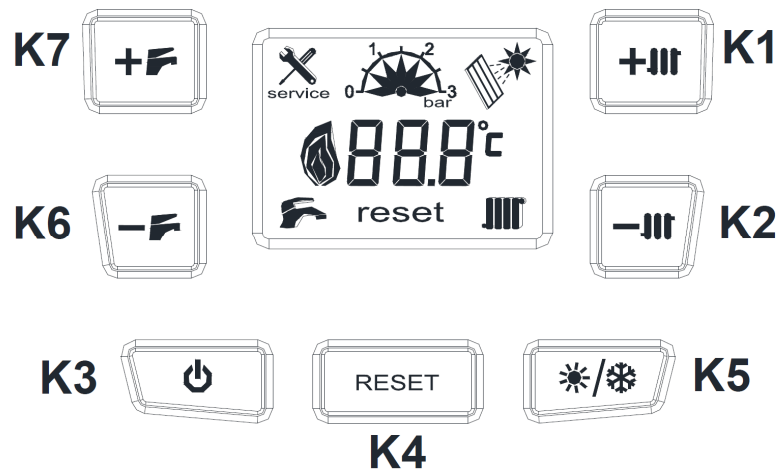 K7
K1
1 2
service
0 3
bar
88.8°c
K6
reset
K2
K3
RESET
K5
K4